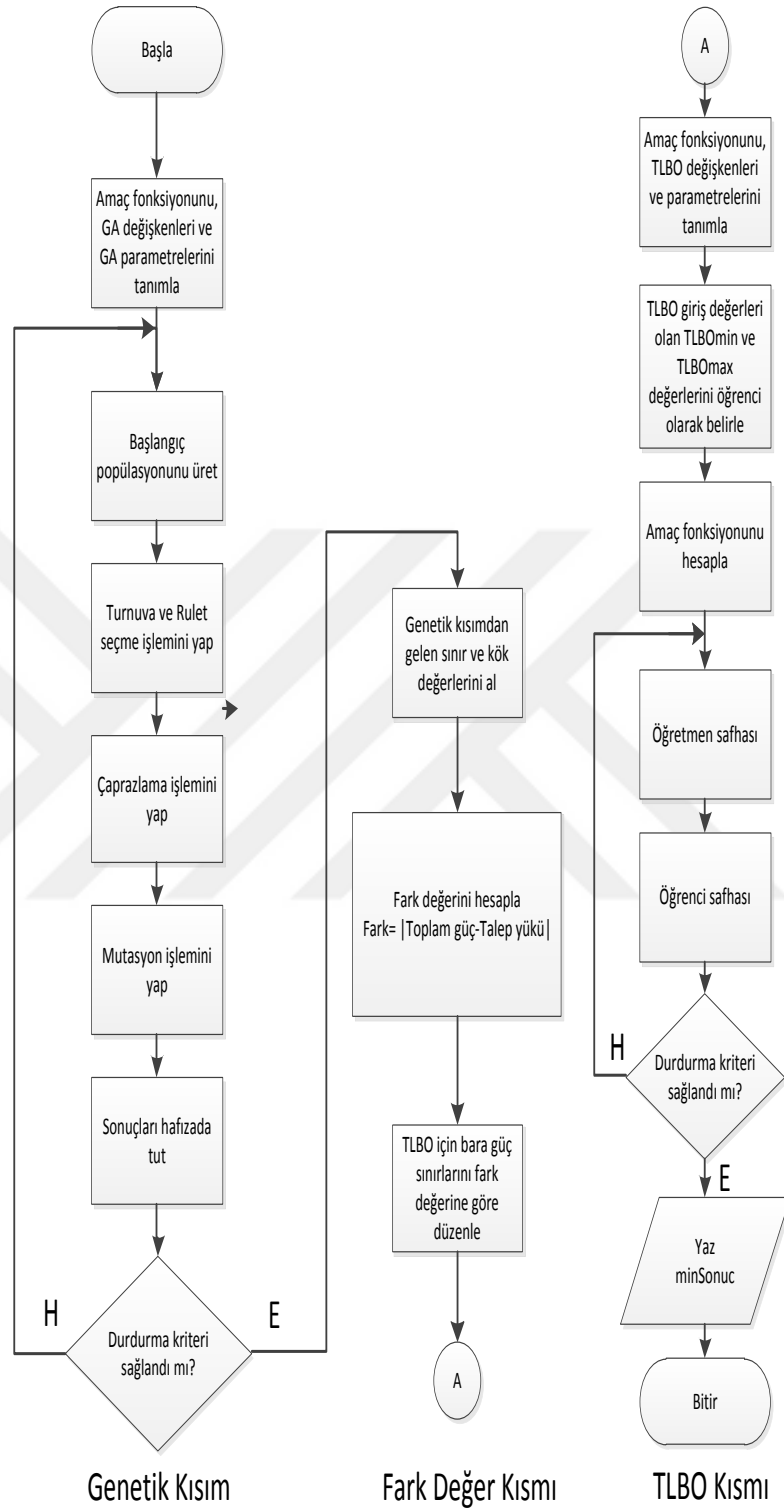 Başla
Amaç fonksiyonunu,
GA değişkenleri ve
GA parametrelerini
tanımla
Başlangıç
popülasyonunu üret
Turnuva ve Rulet
seçme işlemini yap
Çaprazlama işlemini
yap
Mutasyon işlemini
yap
Sonuçları hafızada
tut
H
E
Durdurma kriteri
sağlandı mı?
Genetik Kısım
Genetik kısımdan
gelen sınır ve kök
değerlerini al
Fark değerini hesapla
Fark= |Toplam güç-Talep yükü|
TLBO için bara güç
sınırlarını fark
değerine göre
düzenle
A
Fark Değer Kısmı
A
Amaç fonksiyonunu,
TLBO değişkenleri
ve parametrelerini
tanımla
TLBO giriş değerleri
olan TLBOmin ve
TLBOmax
değerlerini öğrenci
olarak belirle
Amaç fonksiyonunu
hesapla
Öğretmen safhası
Öğrenci safhası
H
Durdurma kriteri
sağlandı mı?
E
Yaz
minSonuc
Bitir
TLBO Kısmı